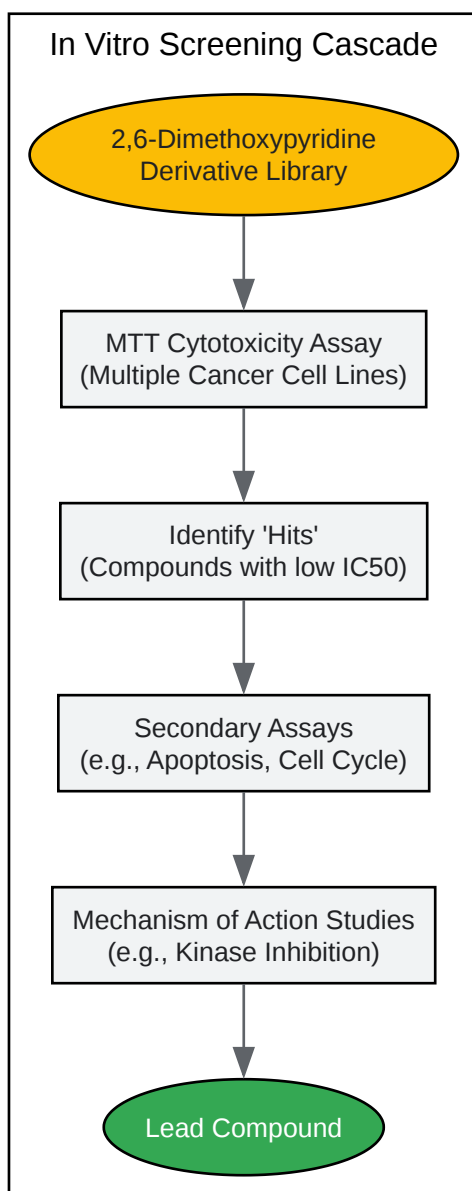 In Vitro Screening Cascade
2,6-Dimethoxypyridine
Derivative Library
MTT Cytotoxicity Assay
(Multiple Cancer Cell Lines)
Identify 'Hits'
(Compounds with low IC50)
Secondary Assays
(e.g., Apoptosis, Cell Cycle)
Mechanism of Action Studies
(e.g., Kinase Inhibition)
Lead Compound